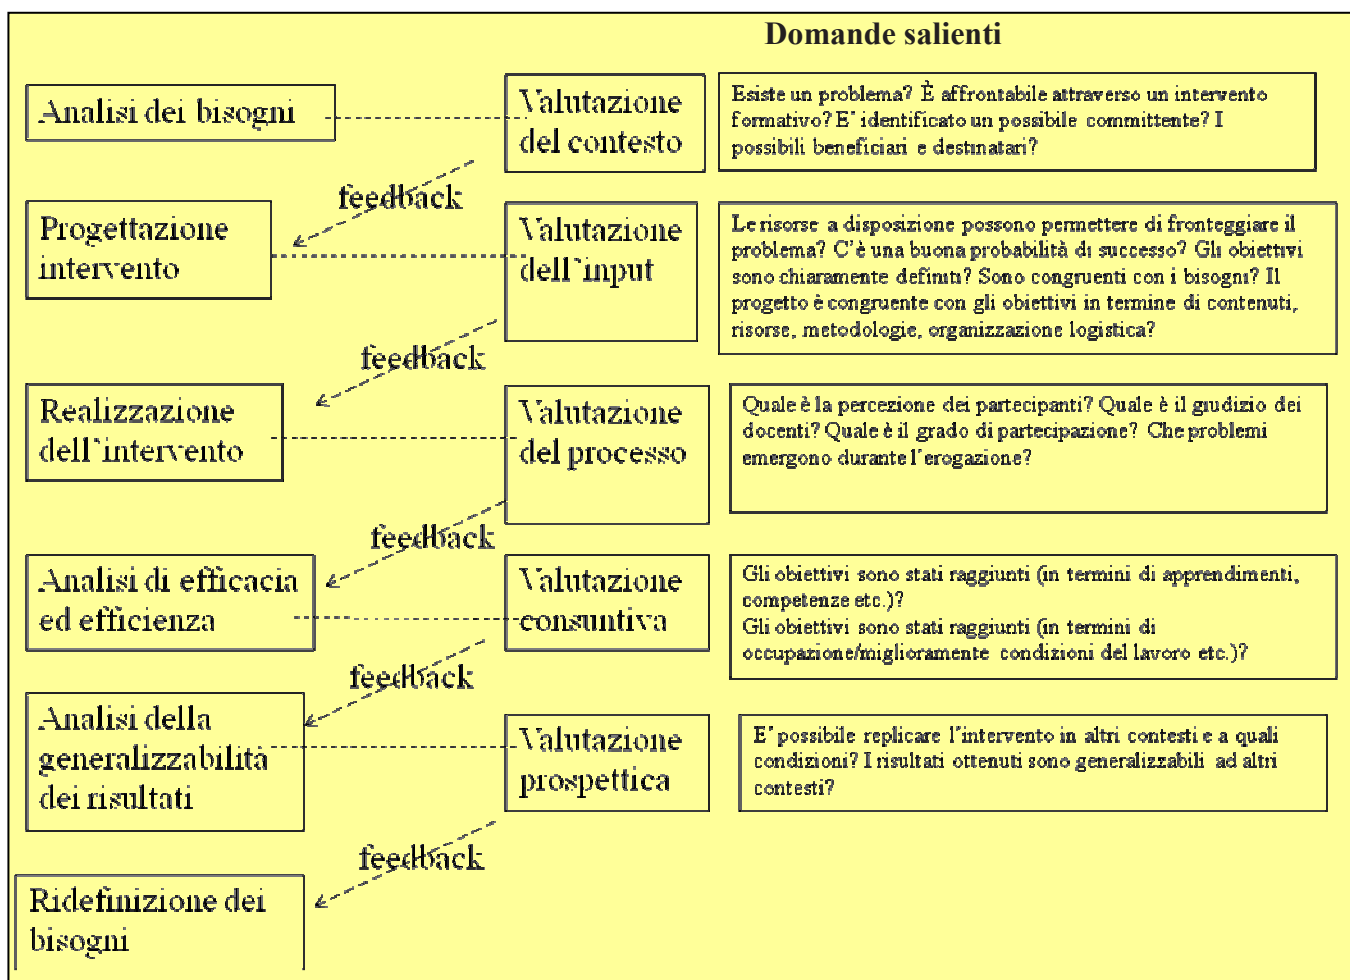 Domande salienti
Analisi dei bisogni
Valutazione
del contesto
Esiste un problema? È affrontabile attraverso un intervento
formativo? E' identificato un possibile committente? I
possibili beneficiari e destinatari?
feedback
Progettazione
intervento
Valutazione
dell'input
Le risorse a disposizione possono permettere di fronteggiare il
problema? C'è una buona probabilità di successo? Gli obiettivi
sono chiaramente definiti? Sono congruenti con i bisogni? Il
progetto è congruente con gli obiettivi in termine di contenuti,
risorse, metodologie, organizzazione logistica?
feedback
Realizzazione
dell'intervento
Valutazione
del processo
Quale è la percezione dei partecipanti? Quale è il giudizio dei
docenti? Quale è il grado di partecipazione? Che problemi
emergono durante l'erogazione?
feedback
Analisi di efficacia
ed efficienza
Valutazione
consuntiva
Gli obiettivi sono stati raggiunti (in termini di apprendimenti,
competenze etc.)?
Gli obiettivi sono stati raggiunti (in termini di
occupazione/miglioramente condizioni del lavoro etc.)?
feedback
Analisi della
generalizzabilità
dei risultati
Valutazione
prospettica
E' possibile replicare l'intervento in altri contesti e a quali
condizioni? I risultati ottenuti sono generalizzabili ad altri
contesti?
feedback
Ridefinizione dei
bisogni